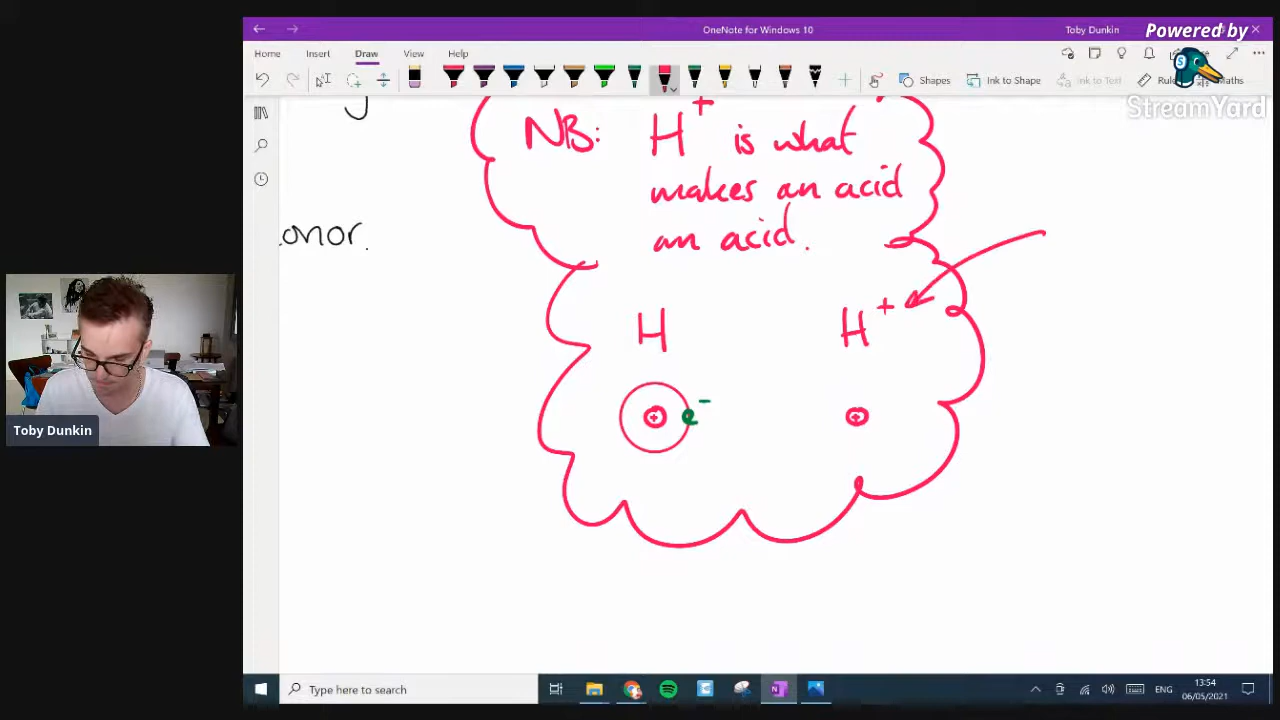 OneNote for Windows 10
Toby Dunkin
Powered by
StreamYard
Home Insert Draw View Help
Shapes Ink to Shape Ink to Text Maths
y
NB: H+ is what
makes an acid
an acid.
onor.
H H+
+ e- +
Toby Dunkin
Type here to search
ENG
13:54
06/05/2021